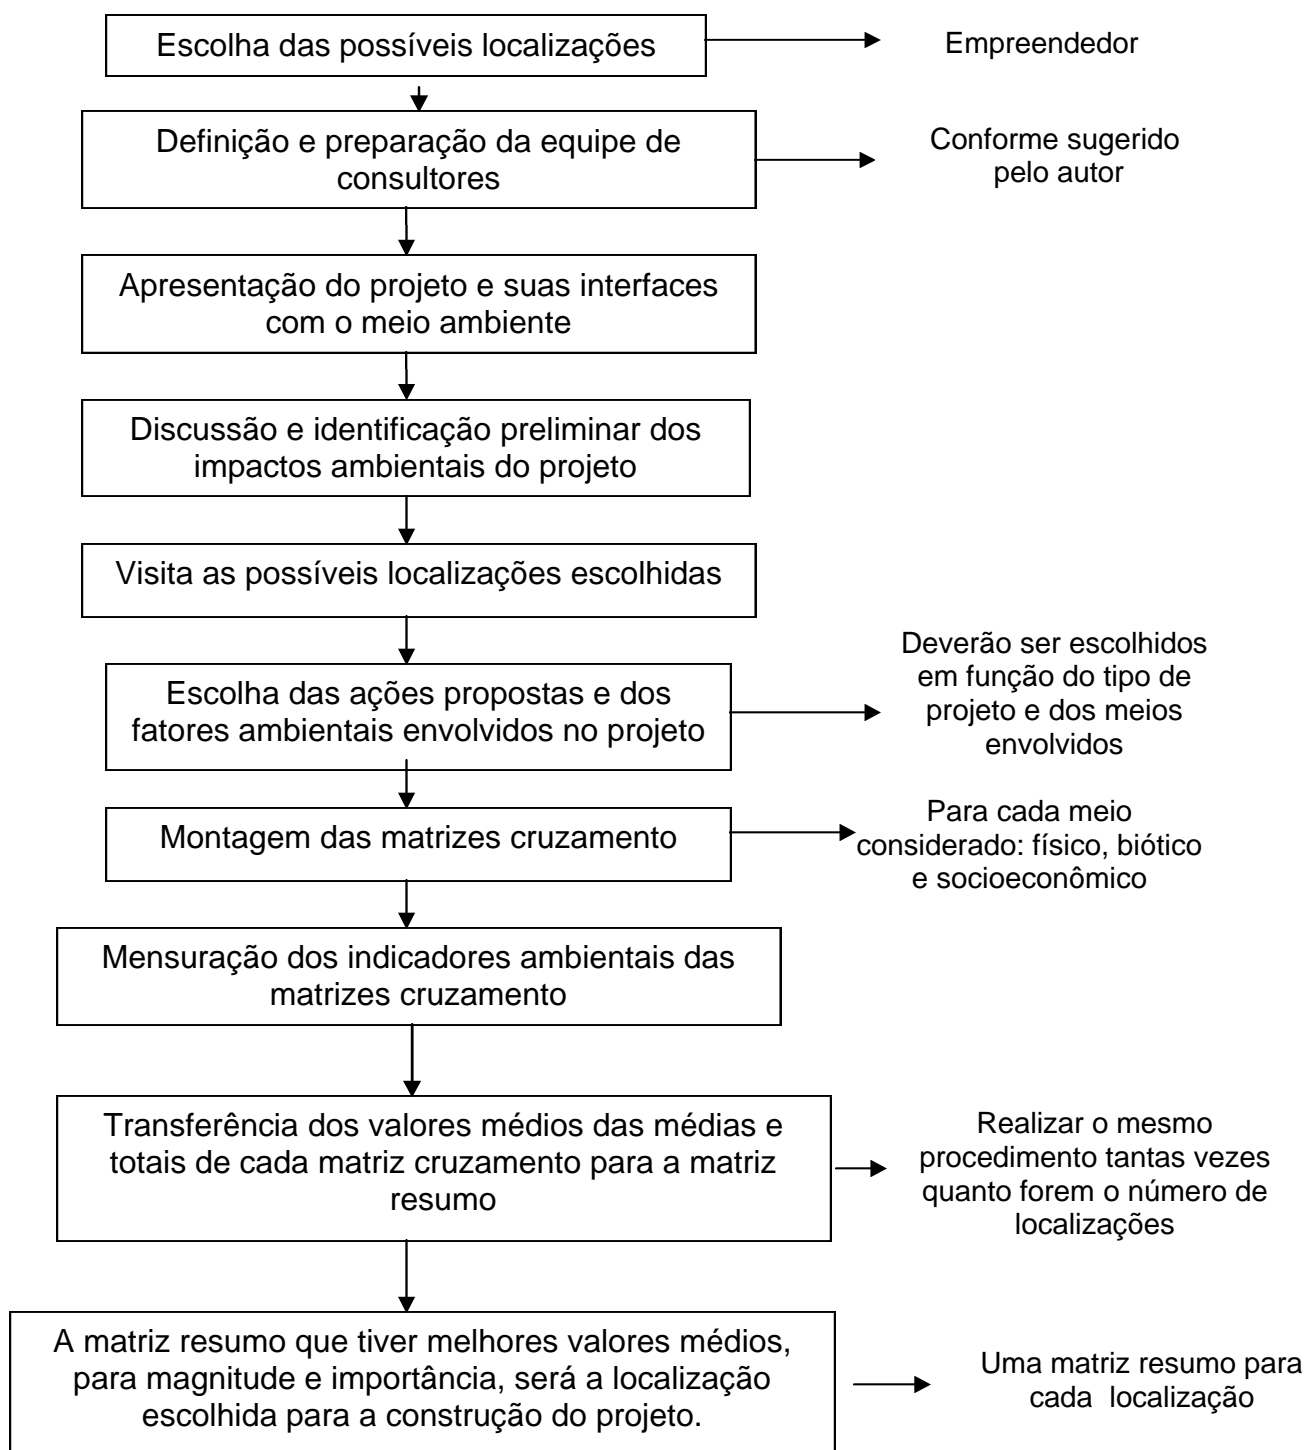 Escolha das possíveis localizações
Empreendedor
Definição e preparação da equipe de
consultores
Conforme sugerido
pelo autor
Apresentação do projeto e suas interfaces
com o meio ambiente
Discussão e identificação preliminar dos
impactos ambientais do projeto
Visita as possíveis localizações escolhidas
Escolha das ações propostas e dos
fatores ambientais envolvidos no projeto
Deverão ser escolhidos
em função do tipo de
projeto e dos meios
envolvidos
Montagem das matrizes cruzamento
Para cada meio
considerado: físico, biótico
e socioeconômico
Mensuração dos indicadores ambientais das
matrizes cruzamento
Transferência dos valores médios das médias e
totais de cada matriz cruzamento para a matriz
resumo
Realizar o mesmo
procedimento tantas vezes
quanto forem o número de
localizações
A matriz resumo que tiver melhores valores médios,
para magnitude e importância, será a localização
escolhida para a construção do projeto.
Uma matriz resumo para
cada localização